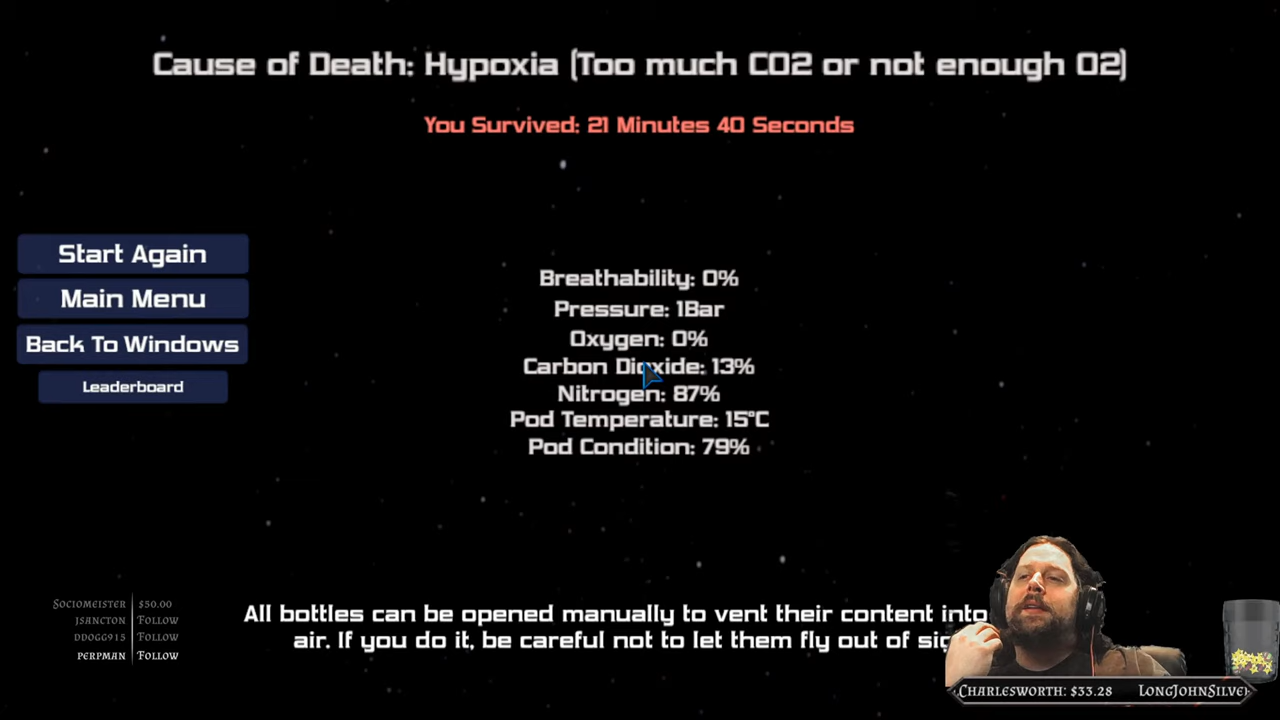 Cause of Death: Hypoxia (Too much CO2 or not enough O2)
You Survived: 21 Minutes 40 Seconds
Start Again
Main Menu
Back To Windows
Leaderboard
Breathability: 0%
Pressure: 1Bar
Oxygen: 0%
Carbon Dioxide: 13%
Nitrogen: 87%
Pod Temperature: 15°C
Pod Condition: 79%
All bottles can be opened manually to vent their content into
air. If you do it, be careful not to let them fly out of
Sociomeister $50.00
jsancton Follow
ddogg915 Follow
perpman Follow
Charlesworth: $33.28 LongJohnSilve